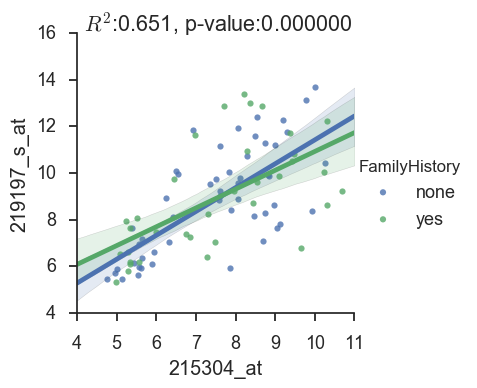 R²:0.651, p-value:0.000000
16
14
12
10
8
6
4
219197_s_at
4 5 6 7 8 9 10 11
215304_at
FamilyHistory
none
yes